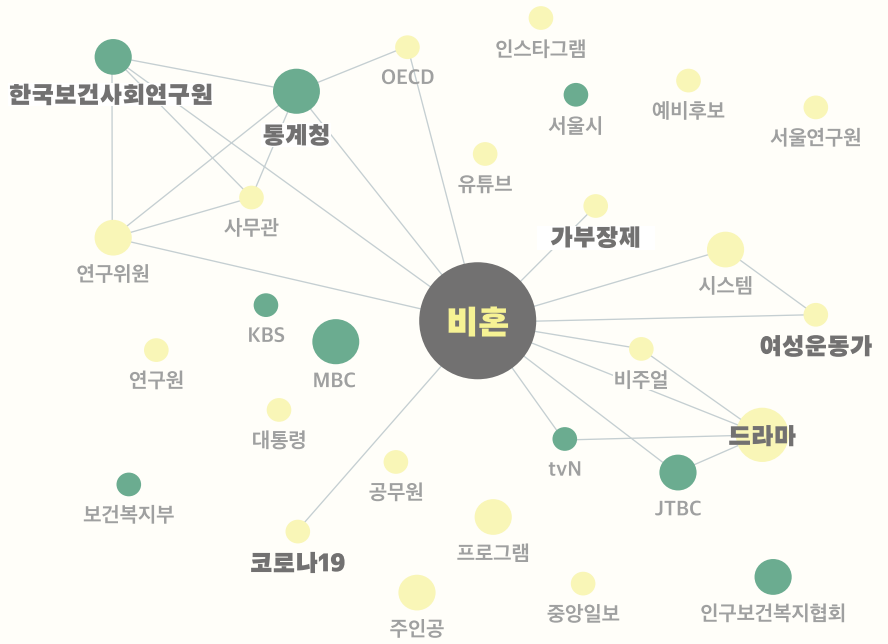 인스타그램
OECD
한국보건사회연구원
예비후보
서울시
통계청
서울연구원
유튜브
사무관
가부장제
연구위원
시스템
비혼
KBS
여성운동가
MBC
연구원
비주얼
대통령
드라마
tvN
공무원
JTBC
보건복지부
프로그램
코로나19
중앙일보
인구보건복지협회
주인공